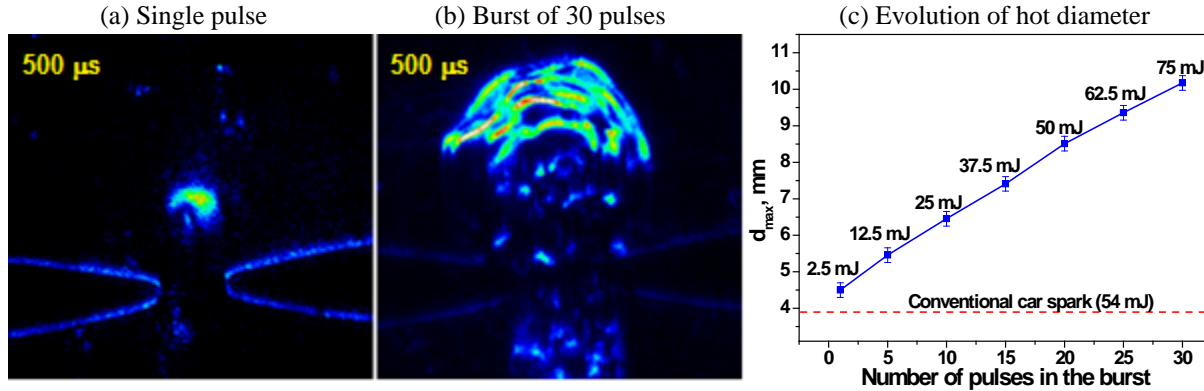 (a) Single pulse
(b) Burst of 30 pulses
(c) Evolution of hot diameter
500 µs
500 µs
11
10
9
8
7
6
5
4
d_max, mm
2.5 mJ
12.5 mJ
25 mJ
37.5 mJ
50 mJ
62.5 mJ
75 mJ
Conventional car spark (54 mJ)
0 5 10 15 20 25 30
Number of pulses in the burst